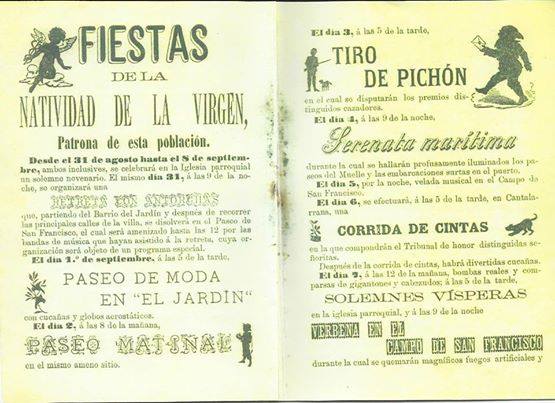 FIESTAS
DE LA
NATIVIDAD DE LA VIRGEN,
Patrona de esta población.
Desde el 31 de agosto hasta el 8 de septiem-
bre, ambos inclusives, se celebrará en la Iglesia parroquial
un solemne novenario. El mismo día 31, á las 9 de la no-
che, se organizará una
RETRETA CON ANTORCHAS
que, partiendo del Barrio del Jardín y después de recorrer
las principales calles de la villa, se disolverá en el Paseo de
San Francisco, el cual será amenizado hasta las 12 por las
bandas de música que hayan asistido á la retreta, cuya or-
ganización será objeto de un programa especial.
El día 1.º de septiembre, á las 5 de la tarde,
PASEO DE MODA
EN "EL JARDÍN"
con cucañas y globos acrostáticos.
El día 2, á las 8 de la mañana,
PASEO MATINAL
en el mismo ameno sitio.
El día 3, á las 5 de la tarde,
TIRO
DE PICHÓN
en el cual se disputarán los premios dis-
tinguidos cazadores.
El día 4, á las 9 de la noche,
Serenata marítima
durante la cual se hallarán profusamente iluminados los pa-
seos del Muelle y las embarcaciones surtas en el puerto.
El día 5, por la noche, velada musical en el Campo de
San Francisco.
El día 6, se efectuará, á las 5 de la tarde, en Cantala-
rrana, una
CORRIDA DE CINTAS
en la que compondrán el Tribunal de honor distinguidas se-
ñoritas.
Después de la corrida de cintas, habrá divertidas cucañas.
El día 7, á las 12 de la mañana, bombas reales y com-
parsas de gigantones y cabezudos; á las 5 de la tarde,
SOLEMNES VÍSPERAS
en la iglesia parroquial, y á las 9 de la noche
VERBENA EN EL
CAMPO DE SAN FRANCISCO
durante la cual se quemarán magníficos fuegos artificiales y